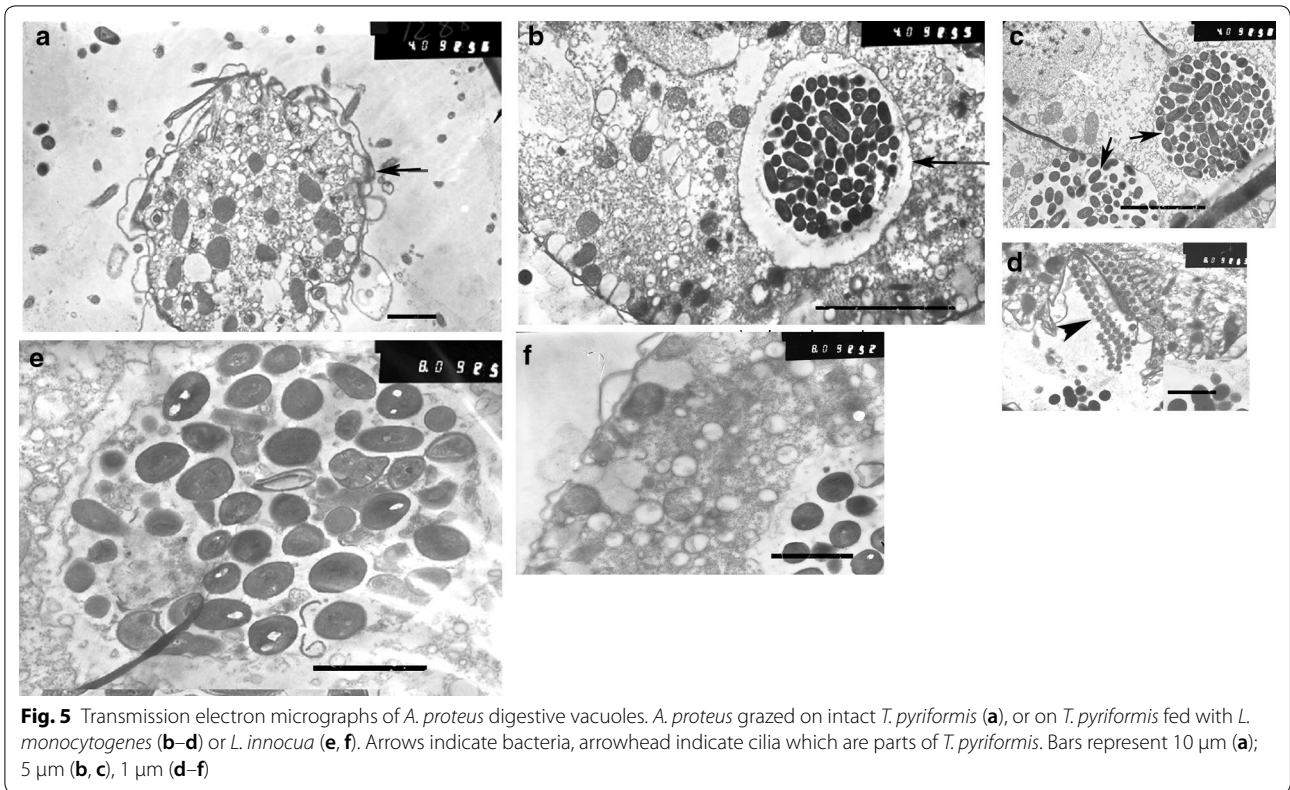 a
b
c
d
e
f
Fig. 5 Transmission electron micrographs of A. proteus digestive vacuoles. A. proteus grazed on intact T. pyriformis (a), or on T. pyriformis fed with L.
monocytogenes (b–d) or L. innocua (e, f). Arrows indicate bacteria, arrowhead indicate cilia which are parts of T. pyriformis. Bars represent 10 µm (a);
5 µm (b, c), 1 µm (d–f)